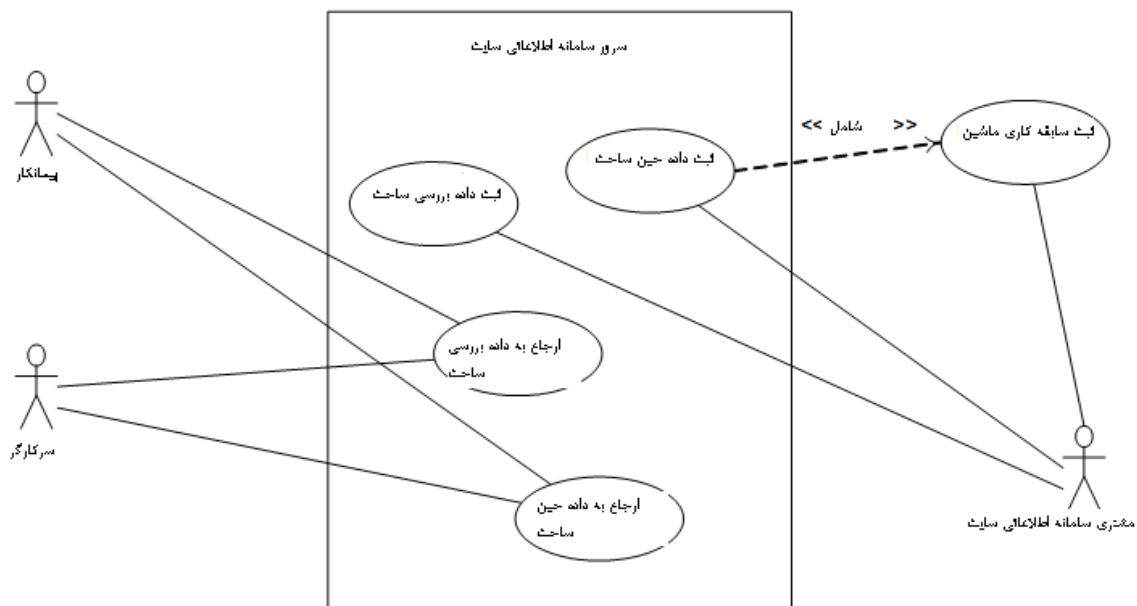 سرور سامانه اطلاعاتی سایت
<< شامل >>
ثبت سابقه کاری ماشین
ثبت داده حین ساخت
پیمانکار
ثبت داده بررسی ساخت
ارجاع به داده بررسی
ساخت
سرکارگر
ارجاع به داده حین
ساخت
مشتری سامانه اطلاعاتی سایت